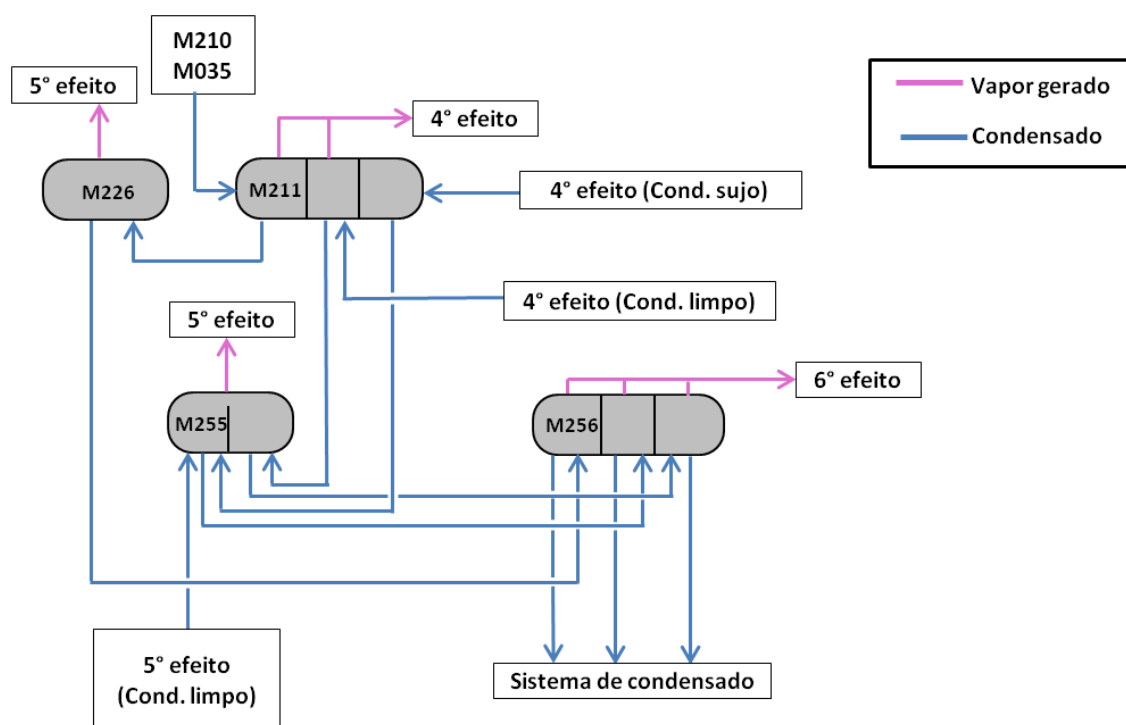 M210
M035
5° efeito
4° efeito
Vapor gerado
Condensado
M226
M211
4° efeito (Cond. sujo)
4° efeito (Cond. limpo)
5° efeito
6° efeito
M255
M256
5° efeito
(Cond. limpo)
Sistema de condensado